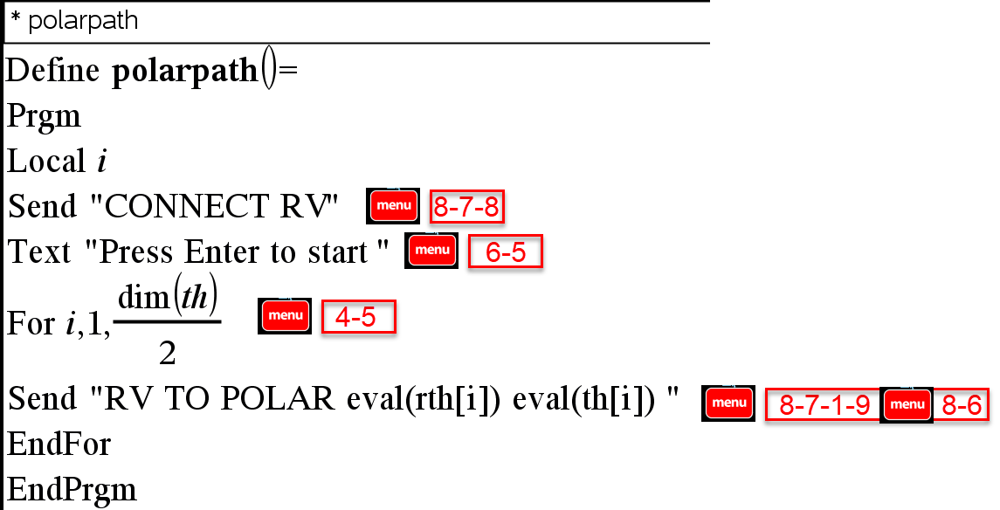 * polarpath
Define polarpath()=
Prgm
Local i
Send "CONNECT RV" menu 8-7-8
Text "Press Enter to start " menu 6-5
For i,1,dim(th)/2 menu 4-5
Send "RV TO POLAR eval(rth[i]) eval(th[i]) " menu 8-7-1-9 menu 8-6
EndFor
EndPrgm